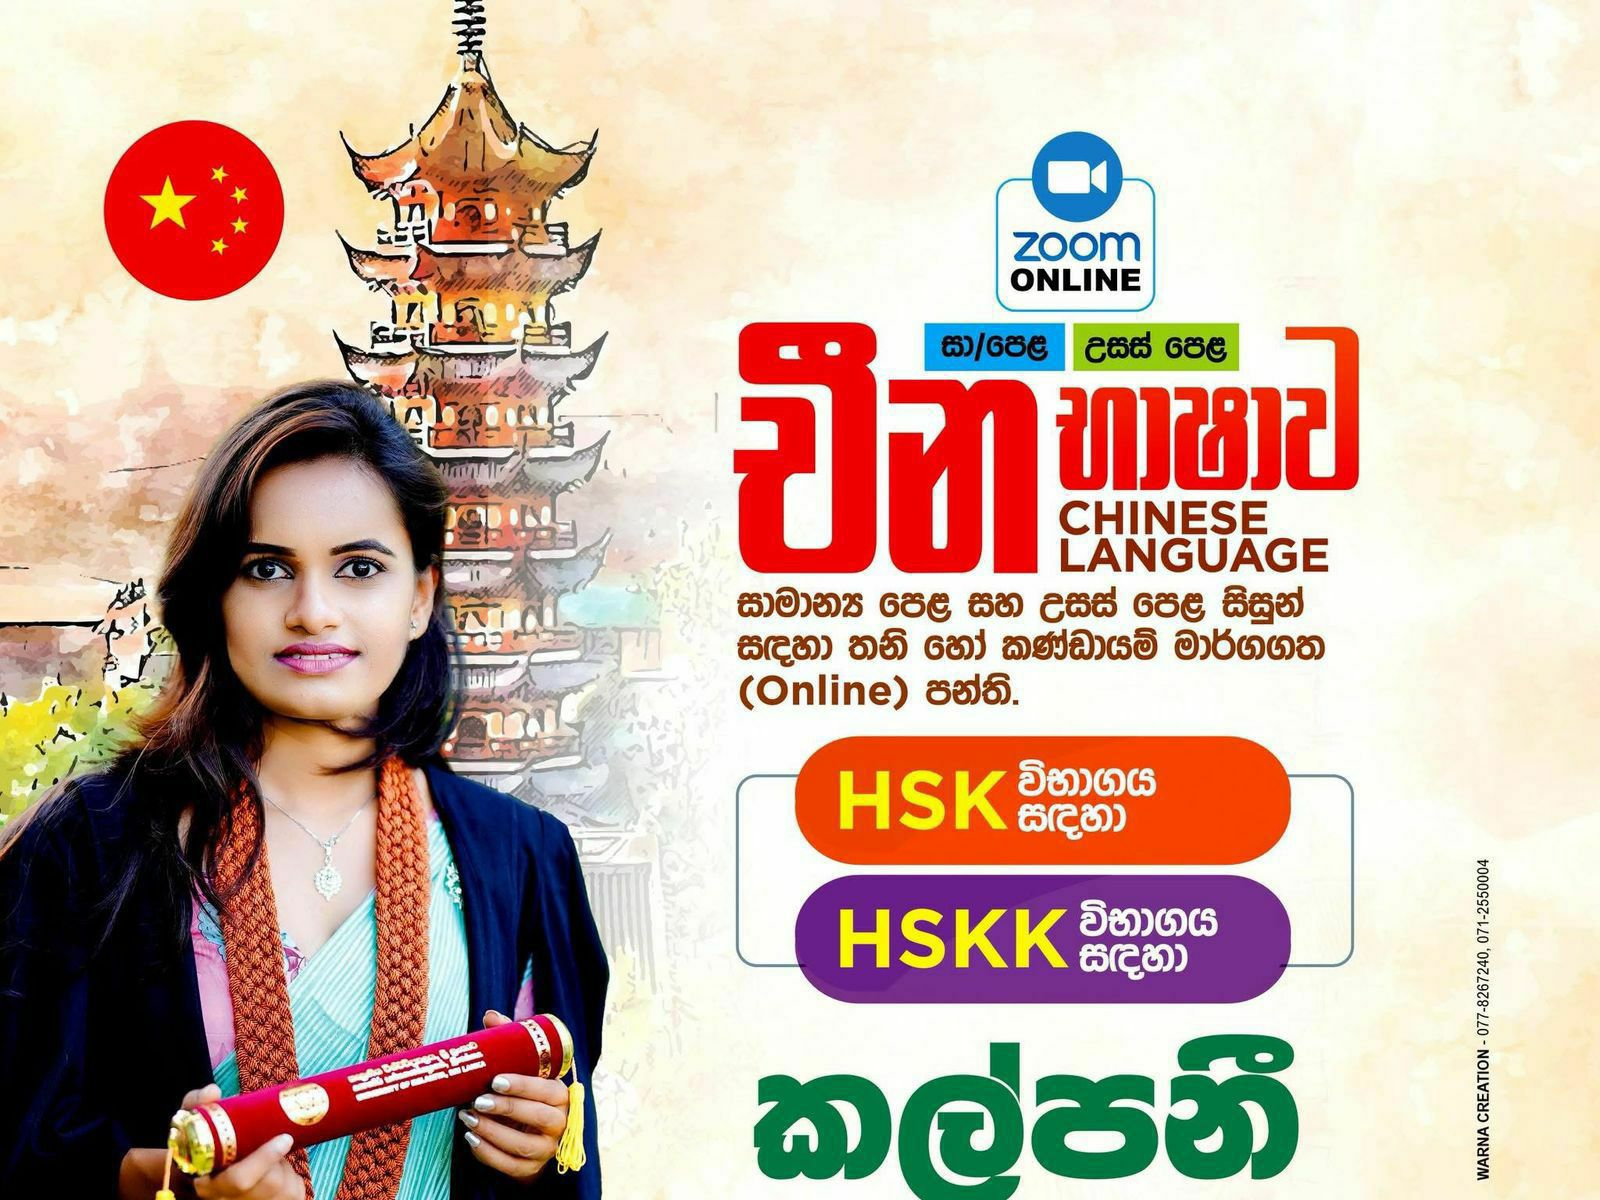 zoom
ONLINE
සා/පෙළ උසස් පෙළ
චීන භාෂාව
CHINESE
LANGUAGE
සාමාන්‍ය පෙළ සහ උසස් පෙළ සිසුන්
සඳහා තනි හෝ කණ්ඩායම් මාර්ගගත
(Online) පන්ති.
HSK විභාගය
සඳහා
HSKK විභාගය
සඳහා
කල්පනී
WARNA CREATION - 077-8267240, 071-2550004